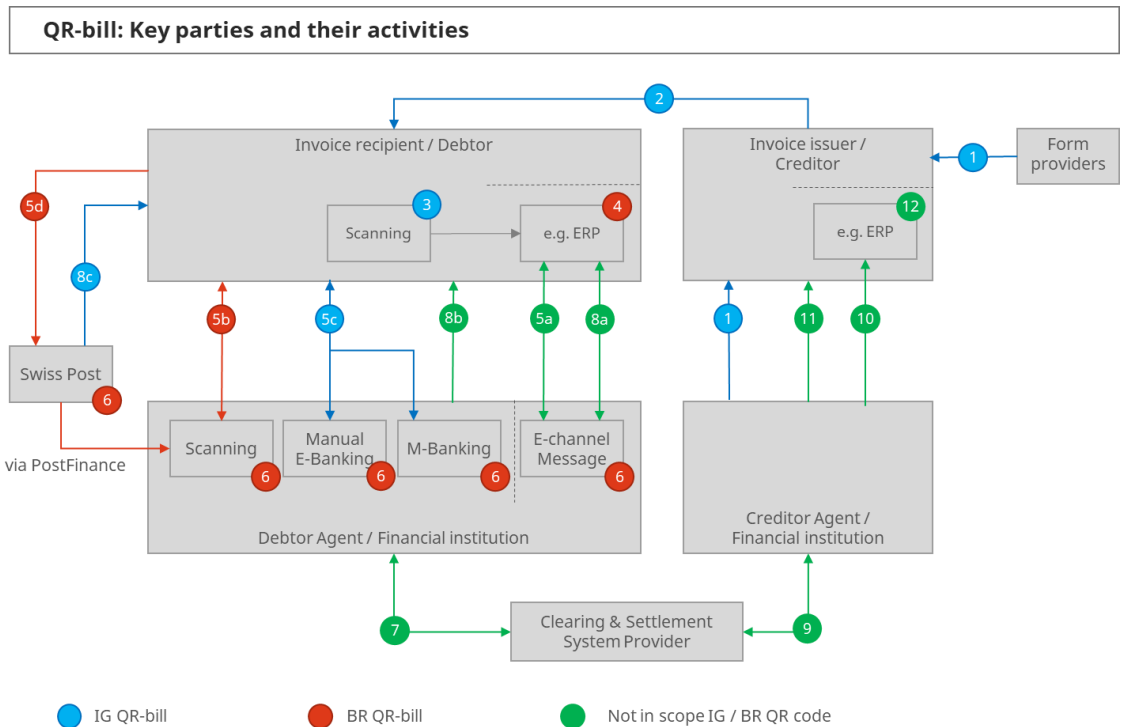 QR-bill: Key parties and their activities
2
Invoice recipient / Debtor
Invoice issuer /
Creditor
1
Form
providers
5d
3
Scanning
4
e.g. ERP
12
e.g. ERP
8c
5b
5c
8b
5a
8a
1
11
10
Swiss Post
6
via PostFinance
Scanning
6
Manual
E-Banking
6
M-Banking
6
E-channel
Message
6
Debtor Agent / Financial institution
Creditor Agent /
Financial institution
7
Clearing & Settlement
System Provider
9
IG QR-bill
BR QR-bill
Not in scope IG / BR QR code